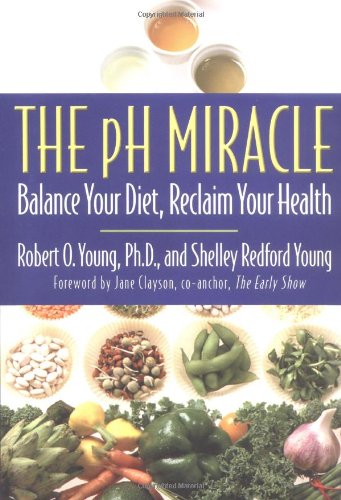 THE pH MIRACLE
Balance Your Diet, Reclaim Your Health
Robert O. Young, Ph.D., and Shelley Redford Young
Foreword by Jane Clayson, co-anchor, The Early Show